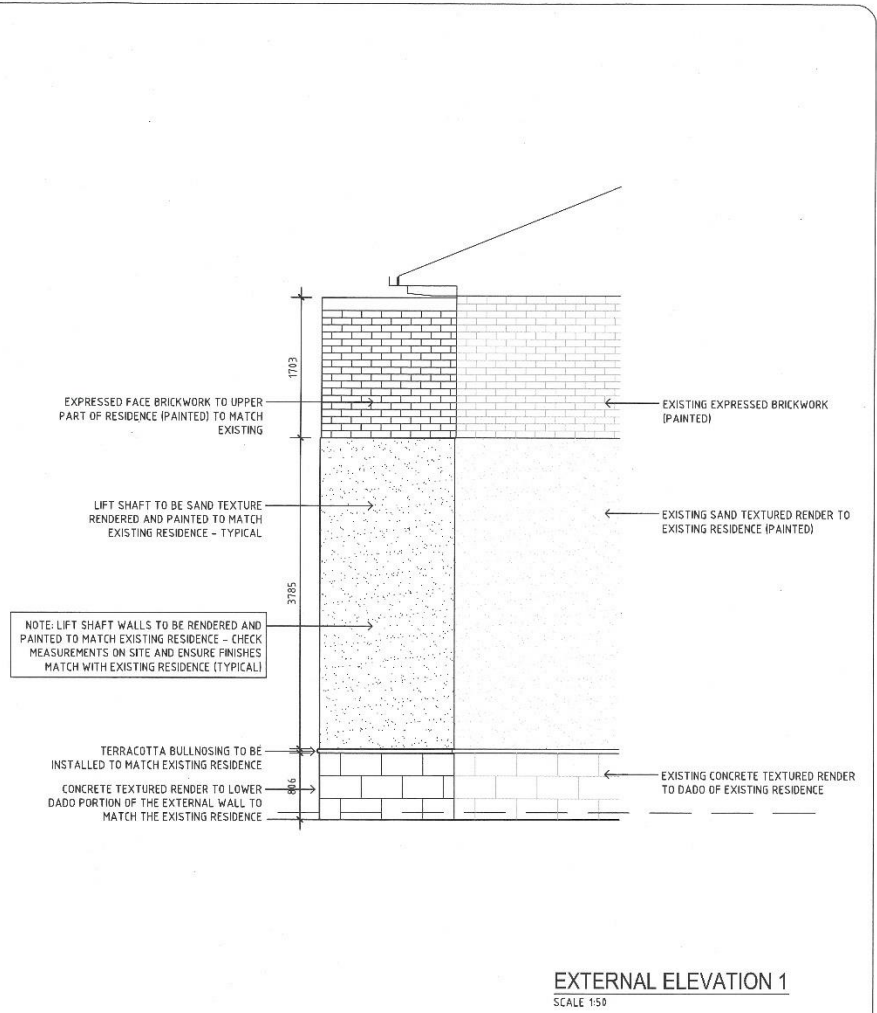 1703
EXPRESSED FACE BRICKWORK TO UPPER
PART OF RESIDENCE (PAINTED) TO MATCH
EXISTING
EXISTING EXPRESSED BRICKWORK
(PAINTED)
LIFT SHAFT TO BE SAND TEXTURE
RENDERED AND PAINTED TO MATCH
EXISTING RESIDENCE - TYPICAL
EXISTING SAND TEXTURED RENDER TO
EXISTING RESIDENCE (PAINTED)
3785
NOTE: LIFT SHAFT WALLS TO BE RENDERED AND
PAINTED TO MATCH EXISTING RESIDENCE - CHECK
MEASUREMENTS ON SITE AND ENSURE FINISHES
MATCH WITH EXISTING RESIDENCE (TYPICAL)
TERRACOTTA BULLNOSING TO BE
INSTALLED TO MATCH EXISTING RESIDENCE
806
CONCRETE TEXTURED RENDER TO LOWER
DADO PORTION OF THE EXTERNAL WALL TO
MATCH THE EXISTING RESIDENCE
EXISTING CONCRETE TEXTURED RENDER
TO DADO OF EXISTING RESIDENCE
EXTERNAL ELEVATION 1
SCALE 1:50